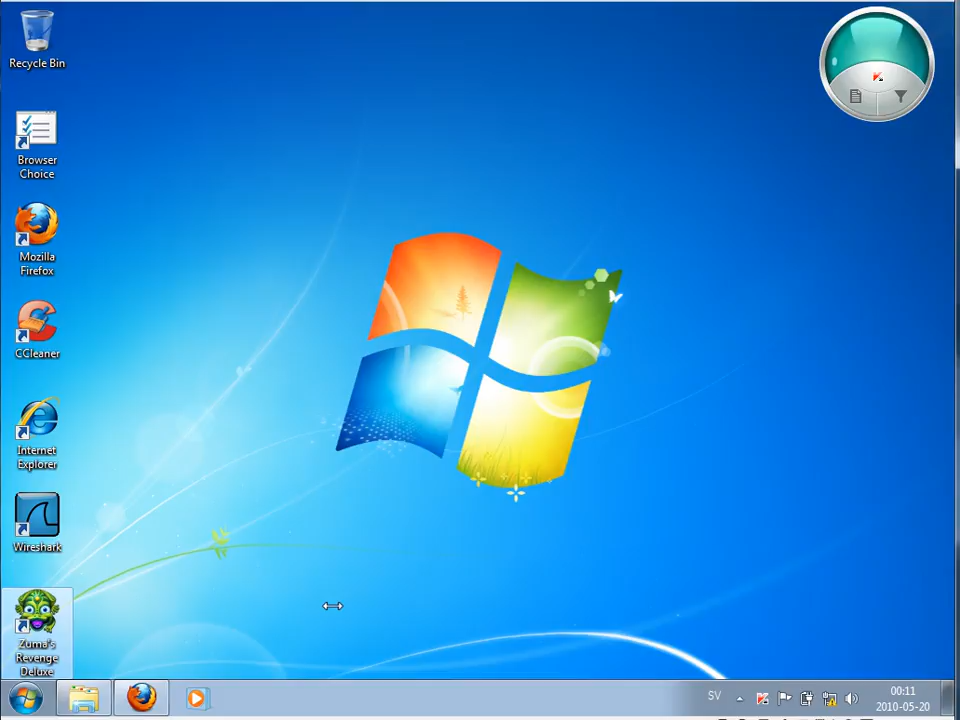 Recycle Bin
Browser
Choice
Mozilla
Firefox
CCleaner
Internet
Explorer
Wireshark
Zuma's
Revenge
Deluxe
SV
00:11
2010-05-20